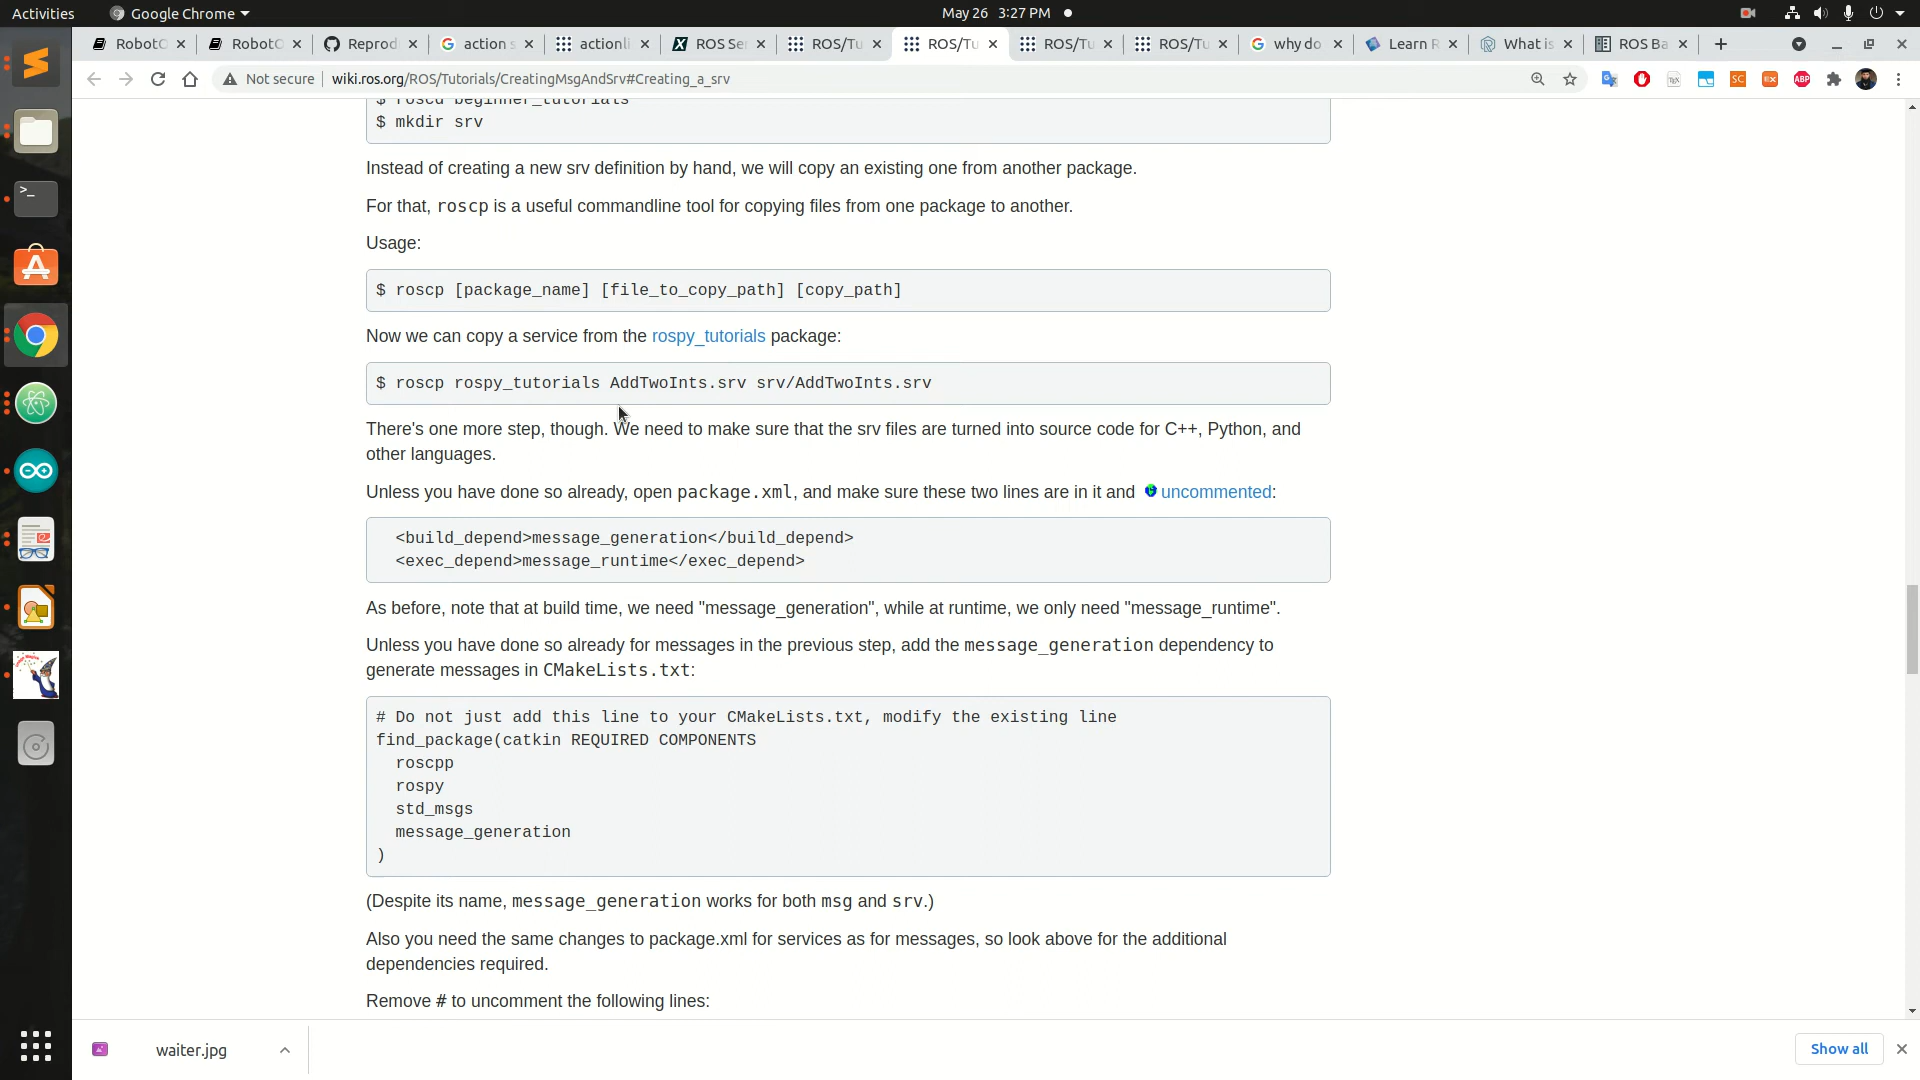 Activities
Google Chrome
May 26 3:27 PM
RobotC
RobotC
Reprod
action s
actionli
ROS Ser
ROS/Tu
ROS/Tu
ROS/Tu
ROS/Tu
why do
Learn R
What is
ROS Ba
Not secure
wiki.ros.org/ROS/Tutorials/CreatingMsgAndSrv#Creating_a_srv
$ roscd beginner_tutorials
$ mkdir srv
Instead of creating a new srv definition by hand, we will copy an existing one from another package.
For that, roscp is a useful commandline tool for copying files from one package to another.
Usage:
$ roscp [package_name] [file_to_copy_path] [copy_path]
Now we can copy a service from the rospy_tutorials package:
$ roscp rospy_tutorials AddTwoInts.srv srv/AddTwoInts.srv
There's one more step, though. We need to make sure that the srv files are turned into source code for C++, Python, and
other languages.
Unless you have done so already, open package.xml, and make sure these two lines are in it and uncommented:
<build_depend>message_generation</build_depend>
<exec_depend>message_runtime</exec_depend>
As before, note that at build time, we need "message_generation", while at runtime, we only need "message_runtime".
Unless you have done so already for messages in the previous step, add the message_generation dependency to
generate messages in CMakeLists.txt:
# Do not just add this line to your CMakeLists.txt, modify the existing line
find_package(catkin REQUIRED COMPONENTS
roscpp
rospy
std_msgs
message_generation
)
(Despite its name, message_generation works for both msg and srv.)
Also you need the same changes to package.xml for services as for messages, so look above for the additional
dependencies required.
Remove # to uncomment the following lines:
waiter.jpg
Show all